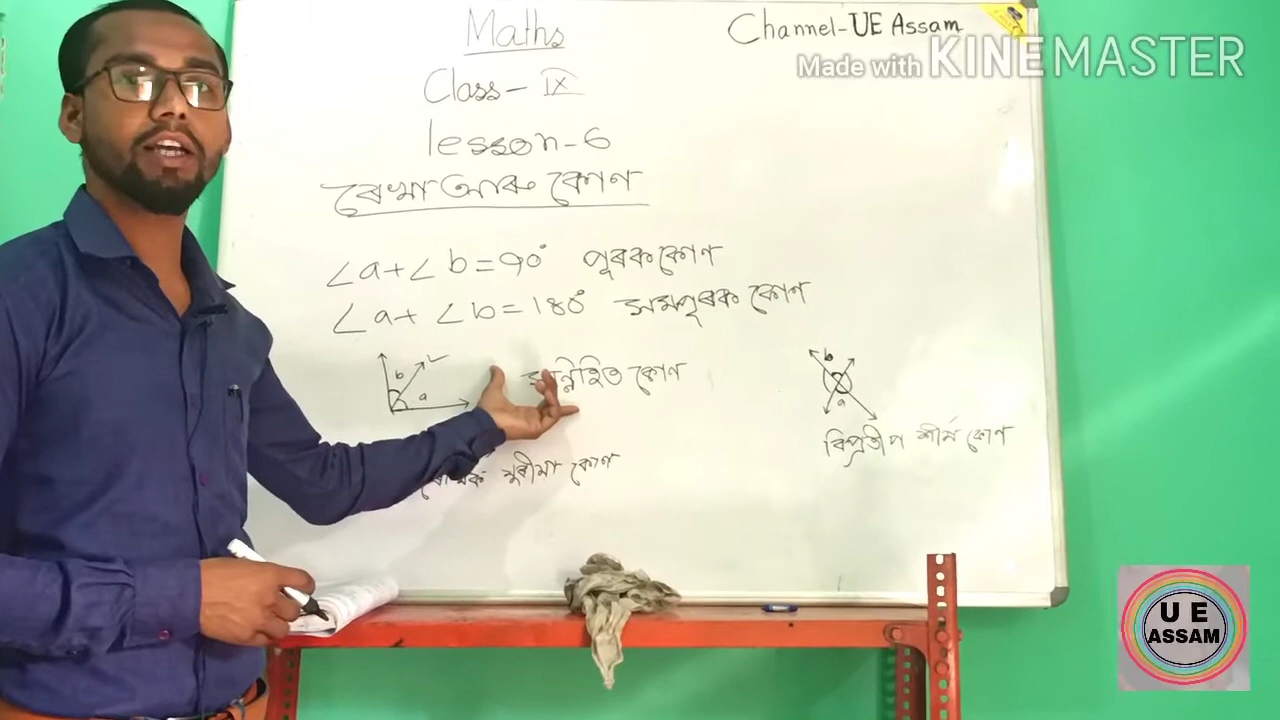 Maths
Channel-UE Assam
Made with KINEMASTER
Class-IX
lesson-6
ৰেখা আৰু কোণ
∠a+∠b=90° পূৰক কোণ
∠a+ ∠b=180° সমপূৰক কোণ
b a
সন্নিহিত কোণ
b
a
বিপ্ৰতীপ শীৰ্ষ কোণ
কোণ
UE
ASSAM